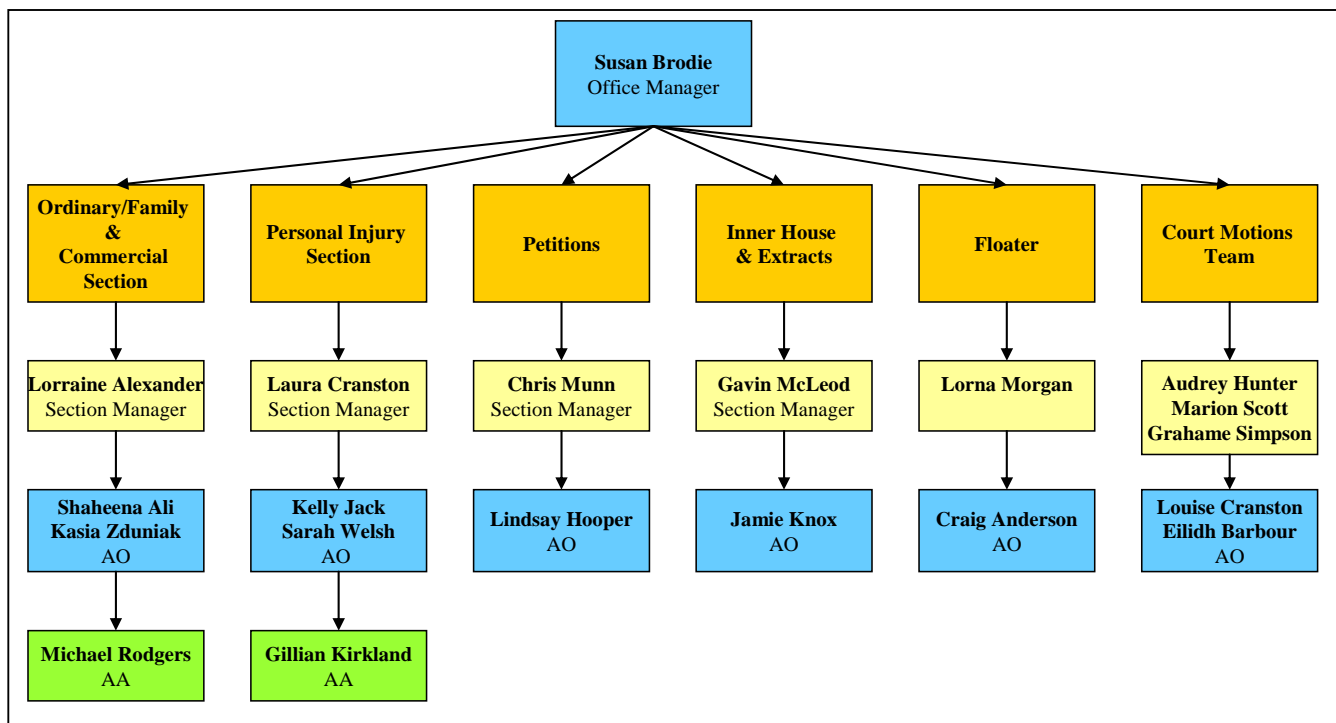 Susan Brodie
Office Manager
Ordinary/Family
&
Commercial
Section
Personal Injury
Section
Petitions
Inner House
& Extracts
Floater
Court Motions
Team
Lorraine Alexander
Section Manager
Laura Cranston
Section Manager
Chris Munn
Section Manager
Gavin McLeod
Section Manager
Lorna Morgan
Audrey Hunter
Marion Scott
Grahame Simpson
Shaheena Ali
Kasia Zduniak
AO
Kelly Jack
Sarah Welsh
AO
Lindsay Hooper
AO
Jamie Knox
AO
Craig Anderson
AO
Louise Cranston
Eilidh Barbour
AO
Michael Rodgers
AA
Gillian Kirkland
AA